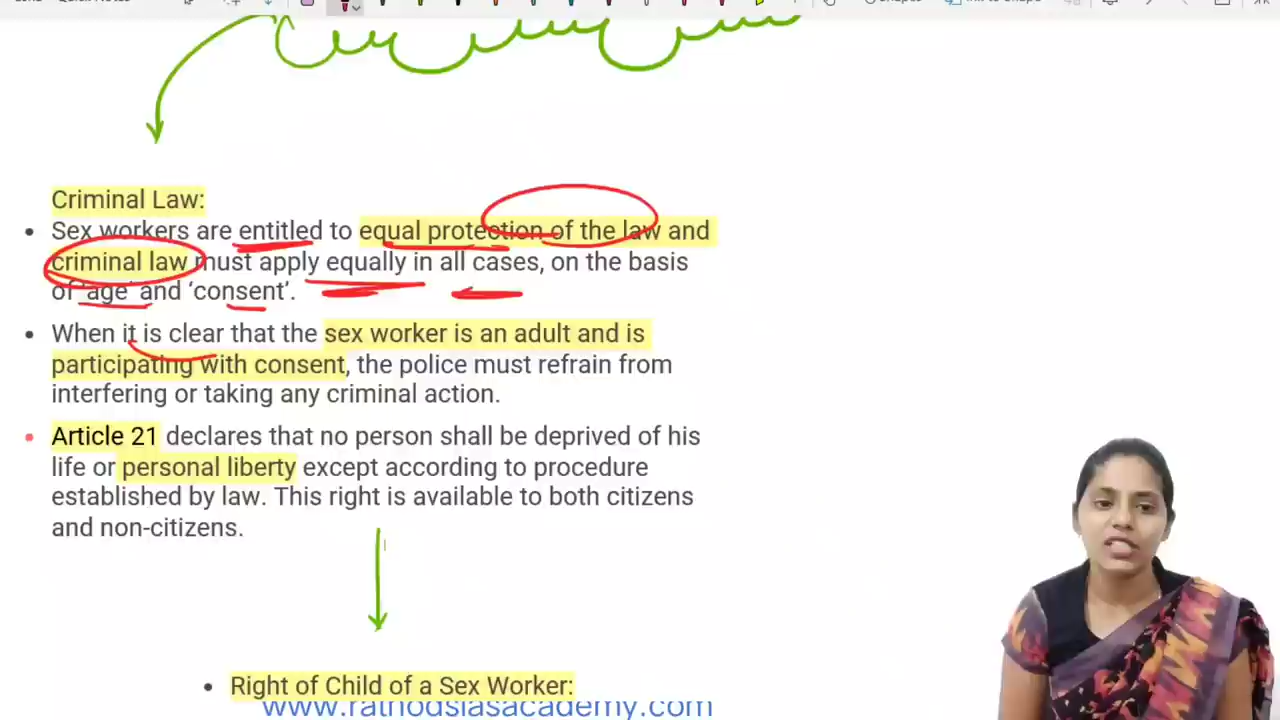 Criminal Law:
Sex workers are entitled to equal protection of the law and
criminal law must apply equally in all cases, on the basis
of 'age' and ‘consent’.
When it is clear that the sex worker is an adult and is
participating with consent, the police must refrain from
interfering or taking any criminal action.
Article 21 declares that no person shall be deprived of his
life or personal liberty except according to procedure
established by law. This right is available to both citizens
and non-citizens.
Right of Child of a Sex Worker:
www.rathodsiasacademy.com